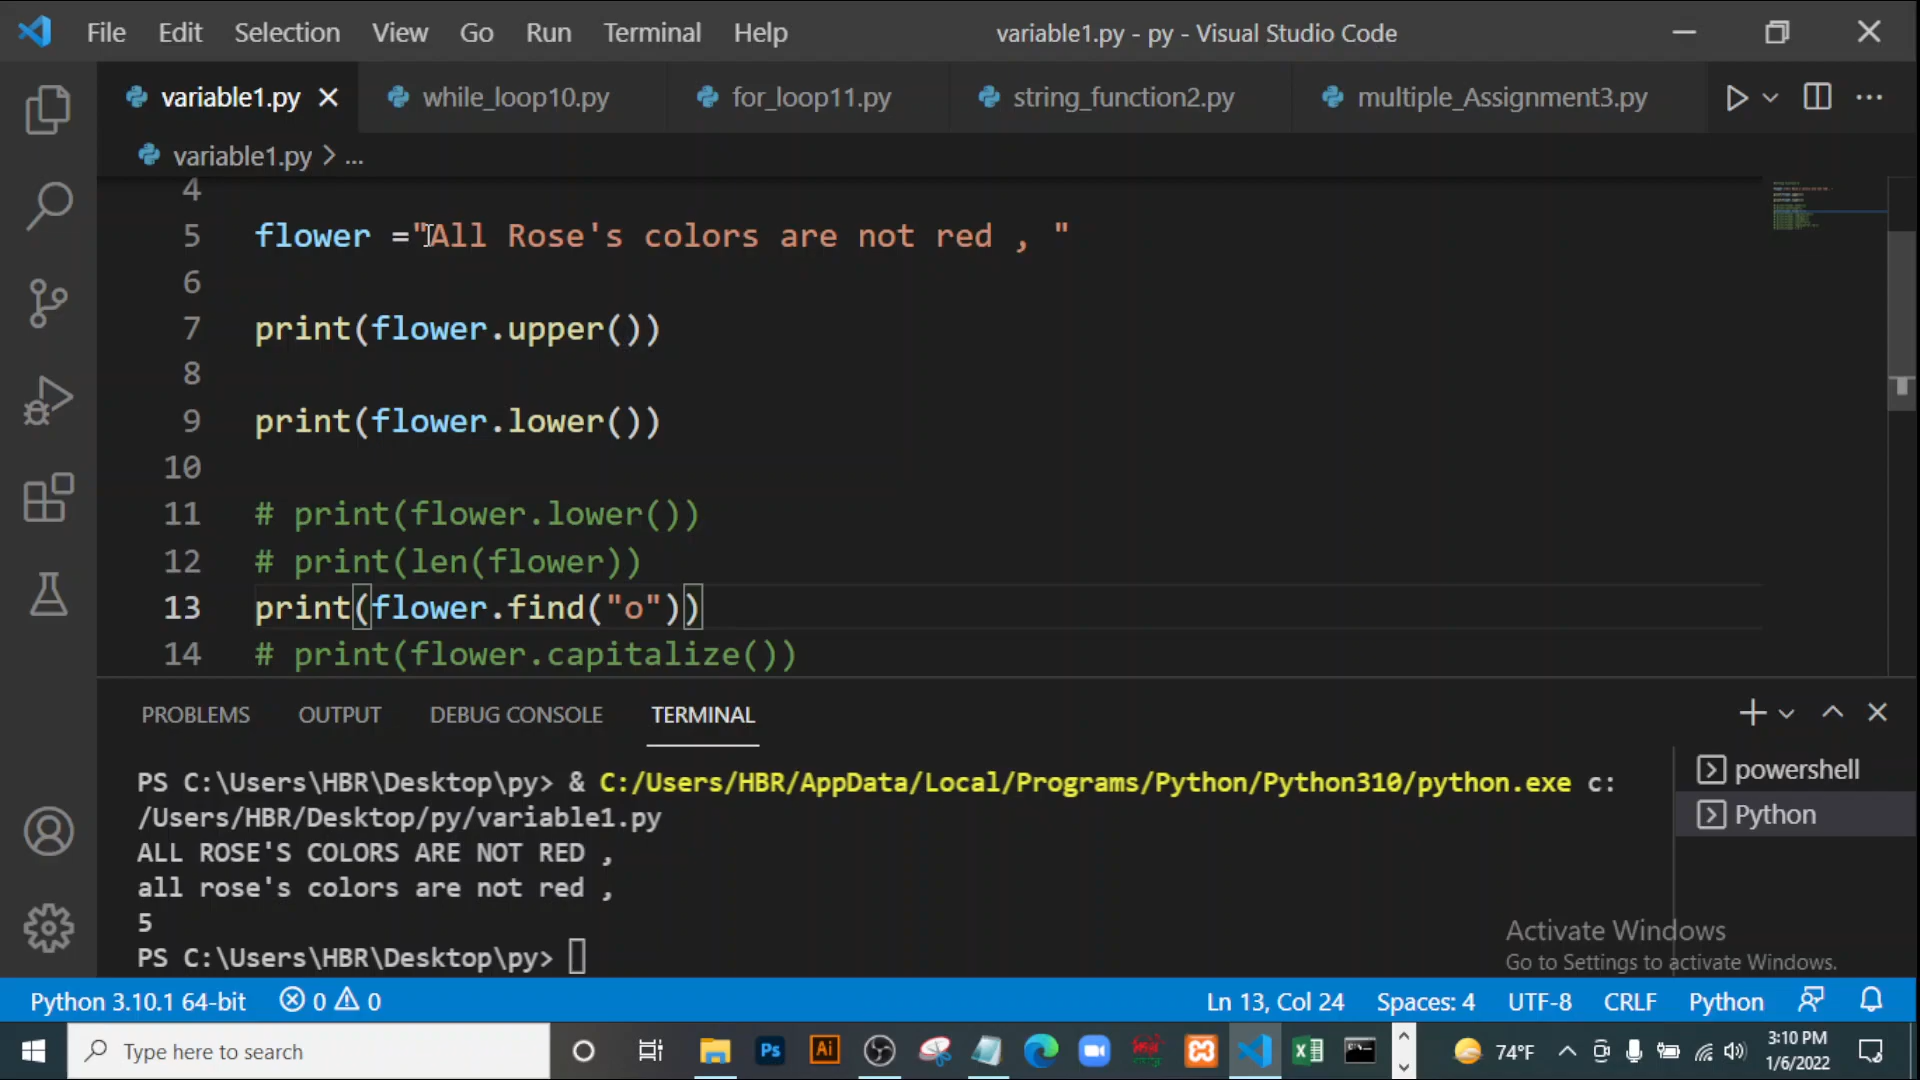 File Edit Selection View Go Run Terminal Help variable1.py - py - Visual Studio Code
variable1.py while_loop10.py for_loop11.py string_function2.py multiple_Assignment3.py
variable1.py > ...
4
5 flower ="All Rose's colors are not red , "
6
7 print(flower.upper())
8
9 print(flower.lower())
10
11 # print(flower.lower())
12 # print(len(flower))
13 print(flower.find("o"))
14 # print(flower.capitalize())
PROBLEMS OUTPUT DEBUG CONSOLE TERMINAL
PS C:\Users\HBR\Desktop\py> & C:/Users/HBR/AppData/Local/Programs/Python/Python310/python.exe c:
/Users/HBR/Desktop/py/variable1.py
ALL ROSE'S COLORS ARE NOT RED ,
all rose's colors are not red ,
5
PS C:\Users\HBR\Desktop\py>
powershell
Python
Activate Windows
Go to Settings to activate Windows.
Python 3.10.1 64-bit 0 0 Ln 13, Col 24 Spaces: 4 UTF-8 CRLF Python
Type here to search Ps Ai 74°F 3:10 PM
1/6/2022